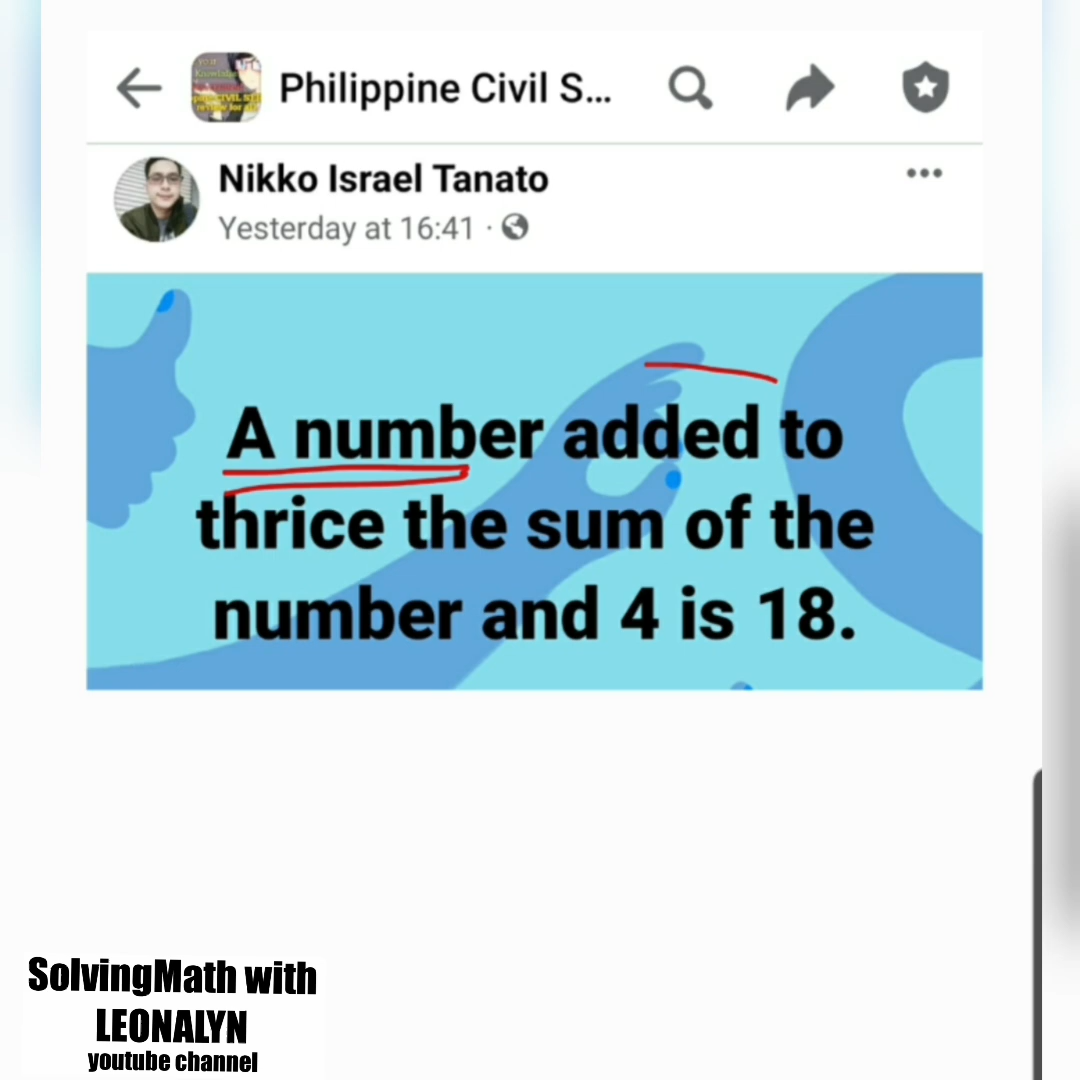 Philippine Civil S...
Nikko Israel Tanato
Yesterday at 16:41 ·
A number added to
thrice the sum of the
number and 4 is 18.
SolvingMath with
LEONALYN
youtube channel